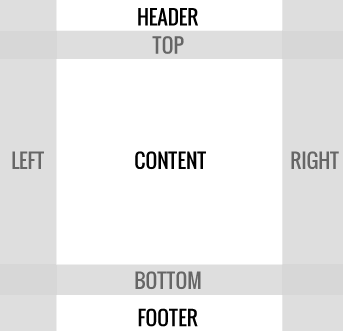 HEADER
TOP
LEFT CONTENT RIGHT
BOTTOM
FOOTER